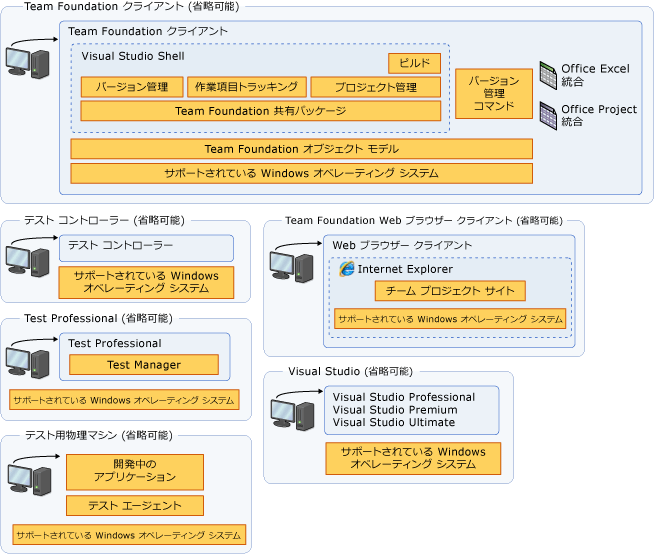 Team Foundation クライアント (省略可能)
Team Foundation クライアント
Visual Studio Shell
ビルド
バージョン管理
作業項目トラッキング
プロジェクト管理
Team Foundation 共有パッケージ
バージョン
管理
コマンド
Office Excel
統合
Office Project
統合
Team Foundation オブジェクト モデル
サポートされている Windows オペレーティング システム
テスト コントローラー (省略可能)
テスト コントローラー
サポートされている Windows
オペレーティング システム
Team Foundation Web ブラウザー クライアント (省略可能)
Web ブラウザー クライアント
Internet Explorer
チーム プロジェクト サイト
サポートされている Windows オペレーティング システム
Test Professional (省略可能)
Test Professional
Test Manager
サポートされている Windows オペレーティング システム
Visual Studio (省略可能)
Visual Studio Professional
Visual Studio Premium
Visual Studio Ultimate
サポートされている Windows
オペレーティング システム
テスト用物理マシン (省略可能)
開発中の
アプリケーション
テスト エージェント
サポートされている Windows オペレーティング システム